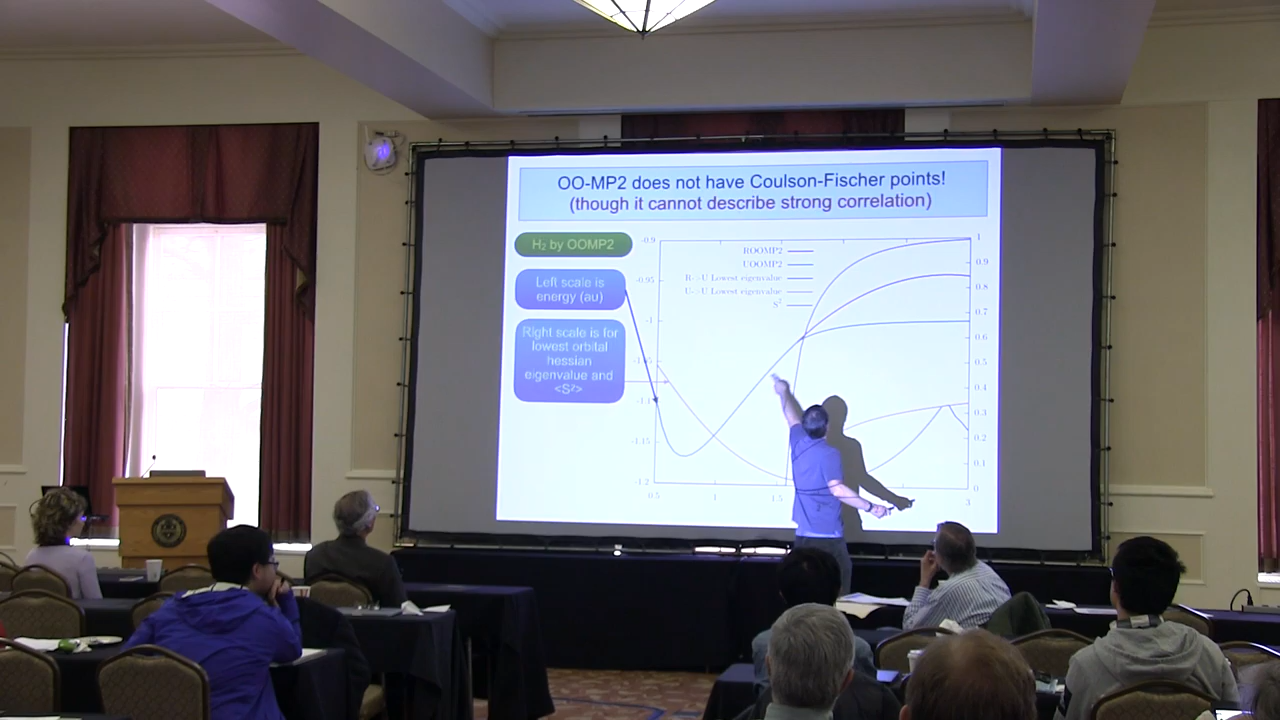 OO-MP2 does not have Coulson-Fischer points!
(though it cannot describe strong correlation)
H₂ by OOMP2
Left scale is
energy (au)
Right scale is for
lowest orbital
hessian
eigenvalue and
<S²>
ROOMP2
UOOMP2
R->U Lowest eigenvalue
U->U Lowest eigenvalue
S²
-0.9
-0.95
-1
-1.1
-1.15
-1.2
0.5
1
1.5
3
1
0.9
0.8
0.7
0.6
0.5
0.4
0.3
0.2
0.1
0